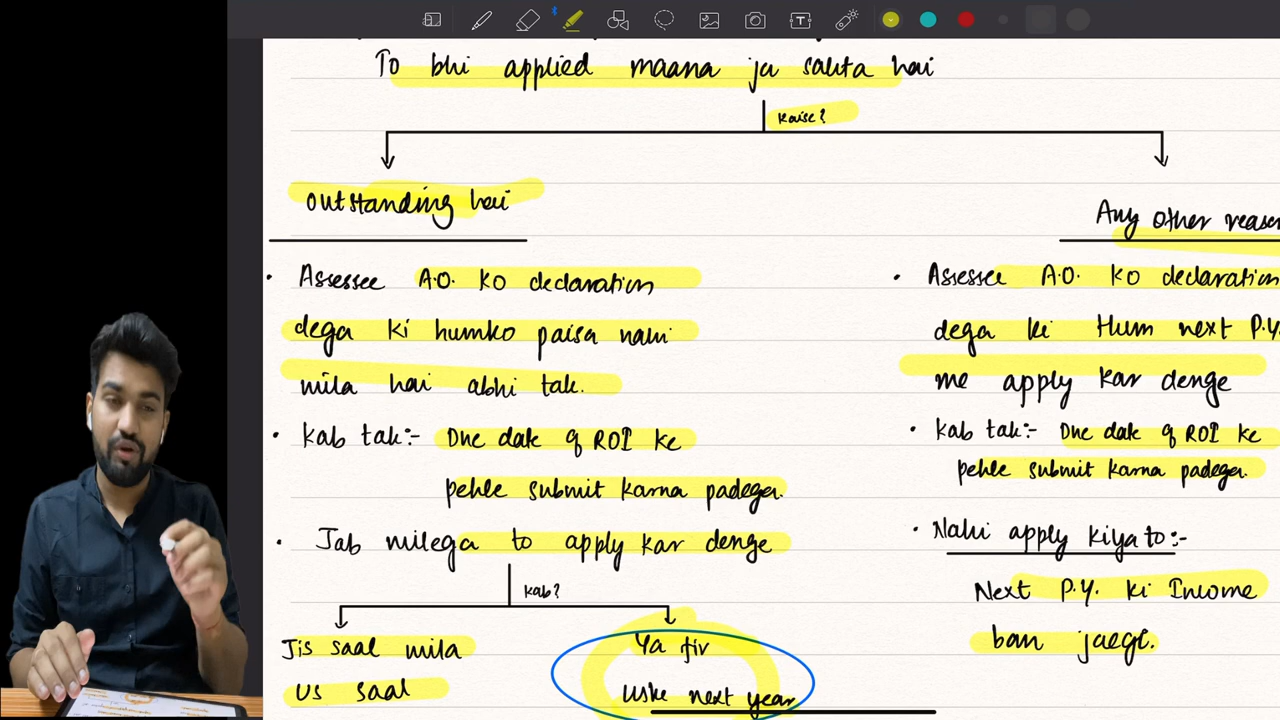 To bhi applied maana ja sakta hai
Kaise?
Outstanding hai
• Assessee A.O. ko declaration
dega ki humko paisa nahi
mila hai abhi tak.
• Kab tak:- Due date of ROI ke
pehle submit karna padega.
• Jab milega to apply kar denge
Kab?
Jis saal mila
us saal
Ya fir
uske next year
Any other reason
• Assessee A.O. ko declaration
dega ki Hum next P.Y.
me apply kar denge
• Kab tak:- Due date of ROI ke
pehle submit karna padega.
• Nahi apply kiya to:-
Next P.Y. ki Income
ban jaegi.